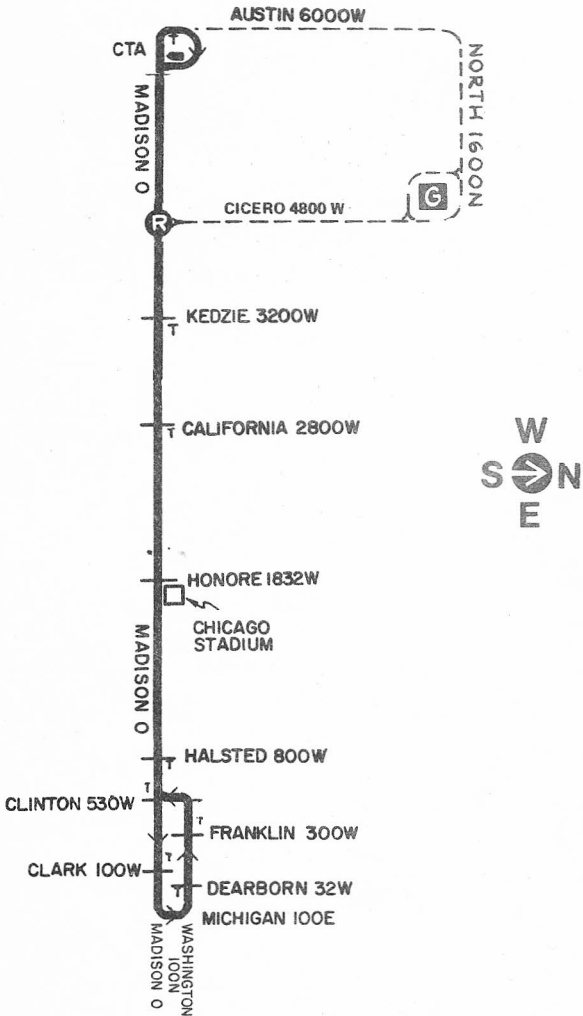 AUSTIN 6000W
T
CTA
MADISON 0
NORTH 1600N
G
CICERO 4800 W
R
KEDZIE 3200W
T
CALIFORNIA 2800W
T
W
S N
E
HONORE 1832W
CHICAGO
STADIUM
MADISON 0
HALSTED 800W
T
T
CLINTON 530W
T
FRANKLIN 300W
T
CLARK 100W
T
DEARBORN 32W
MICHIGAN 100E
MADISON 0
WASHINGTON
100N